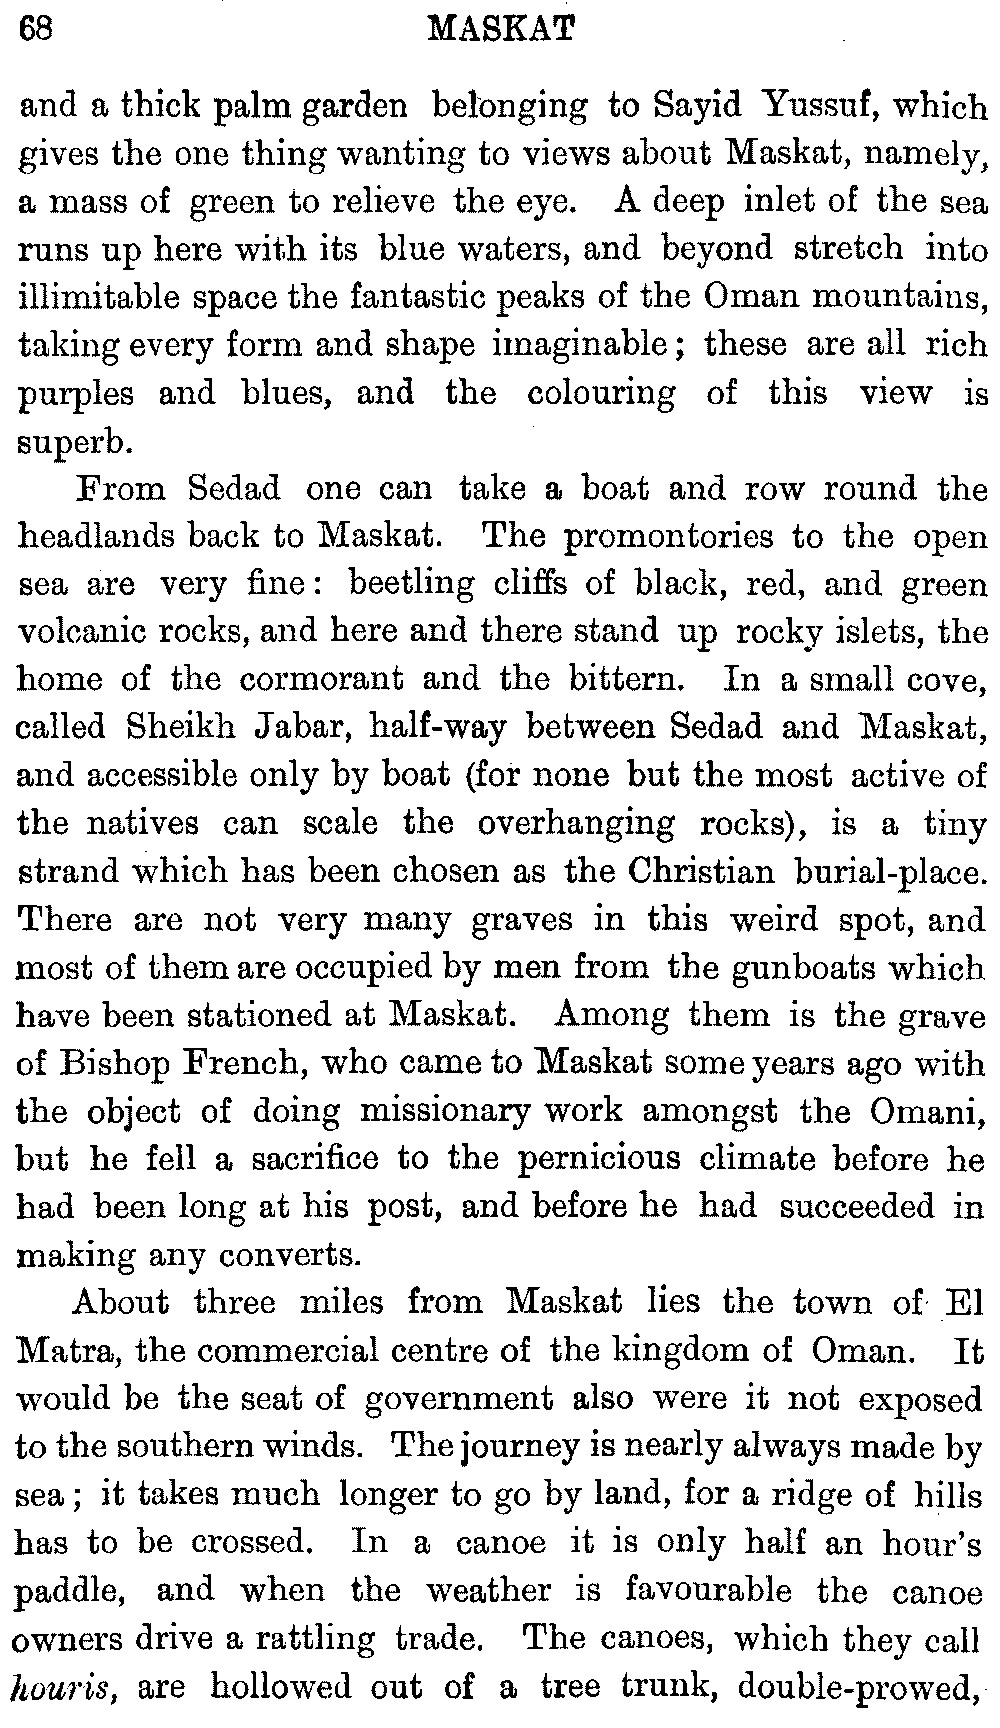 68 MASKAT
and a thick palm garden belonging to Sayid Yussuf, which
gives the one thing wanting to views about Maskat, namely,
a mass of green to relieve the eye. A deep inlet of the sea
runs up here with its blue waters, and beyond stretch into
illimitable space the fantastic peaks of the Oman mountains,
taking every form and shape imaginable; these are all rich
purples and blues, and the colouring of this view is
superb.
From Sedad one can take a boat and row round the
headlands back to Maskat. The promontories to the open
sea are very fine: beetling cliffs of black, red, and green
volcanic rocks, and here and there stand up rocky islets, the
home of the cormorant and the bittern. In a small cove,
called Sheikh Jabar, half-way between Sedad and Maskat,
and accessible only by boat (for none but the most active of
the natives can scale the overhanging rocks), is a tiny
strand which has been chosen as the Christian burial-place.
There are not very many graves in this weird spot, and
most of them are occupied by men from the gunboats which
have been stationed at Maskat. Among them is the grave
of Bishop French, who came to Maskat some years ago with
the object of doing missionary work amongst the Omani,
but he fell a sacrifice to the pernicious climate before he
had been long at his post, and before he had succeeded in
making any converts.
About three miles from Maskat lies the town of El
Matra, the commercial centre of the kingdom of Oman. It
would be the seat of government also were it not exposed
to the southern winds. The journey is nearly always made by
sea; it takes much longer to go by land, for a ridge of hills
has to be crossed. In a canoe it is only half an hour's
paddle, and when the weather is favourable the canoe
owners drive a rattling trade. The canoes, which they call
houris, are hollowed out of a tree trunk, double-prowed,